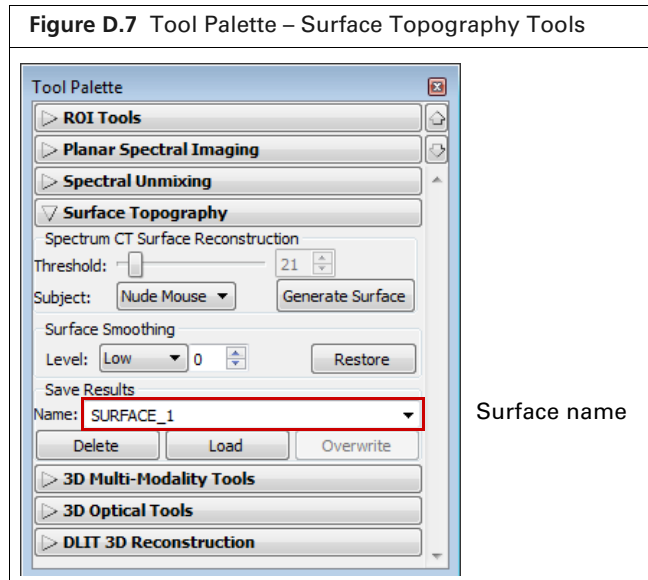 Figure D.7 Tool Palette – Surface Topography Tools
Tool Palette
ROI Tools
Planar Spectral Imaging
Spectral Unmixing
Surface Topography
Spectrum CT Surface Reconstruction
Threshold: 21
Subject: Nude Mouse Generate Surface
Surface Smoothing
Level: Low 0 Restore
Save Results
Name: SURFACE_1 Surface name
Delete Load Overwrite
3D Multi-Modality Tools
3D Optical Tools
DLIT 3D Reconstruction